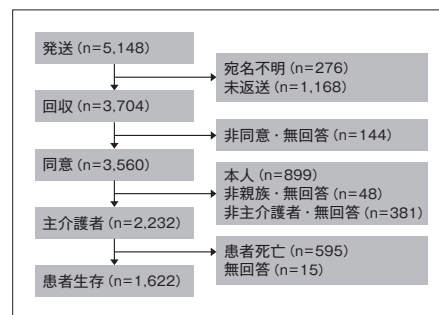 発送（n=5,148）
宛名不明（n=276）
未返送（n=1,168）
回収（n=3,704）
非同意・無回答（n=144）
同意（n=3,560）
本人（n=899）
非親族・無回答（n=48）
非主介護者・無回答（n=381）
主介護者（n=2,232）
患者死亡（n=595）
無回答（n=15）
患者生存（n=1,622）